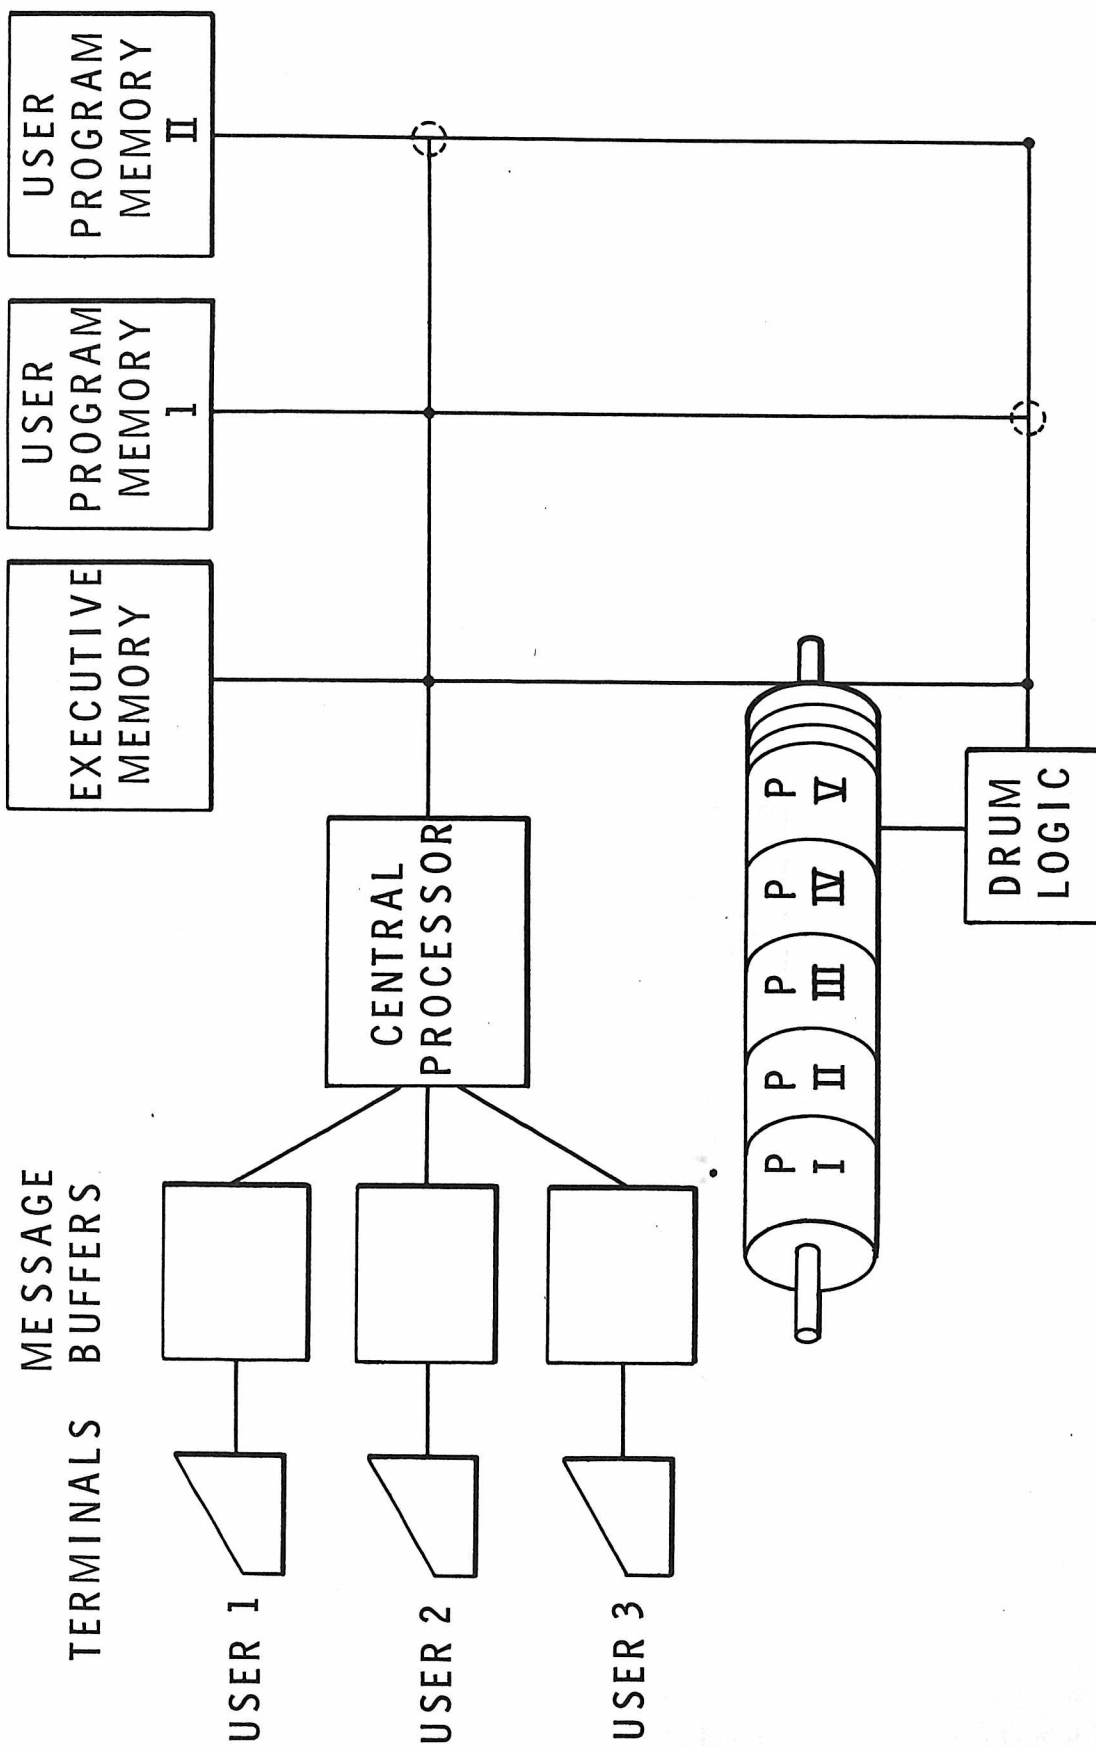 TERMINALS
MESSAGE
BUFFERS
USER 1
USER 2
USER 3
CENTRAL
PROCESSOR
EXECUTIVE
MEMORY
USER
PROGRAM
MEMORY
1
USER
PROGRAM
MEMORY
II
P
I
P
II
P
III
P
IV
P
V
DRUM
LOGIC